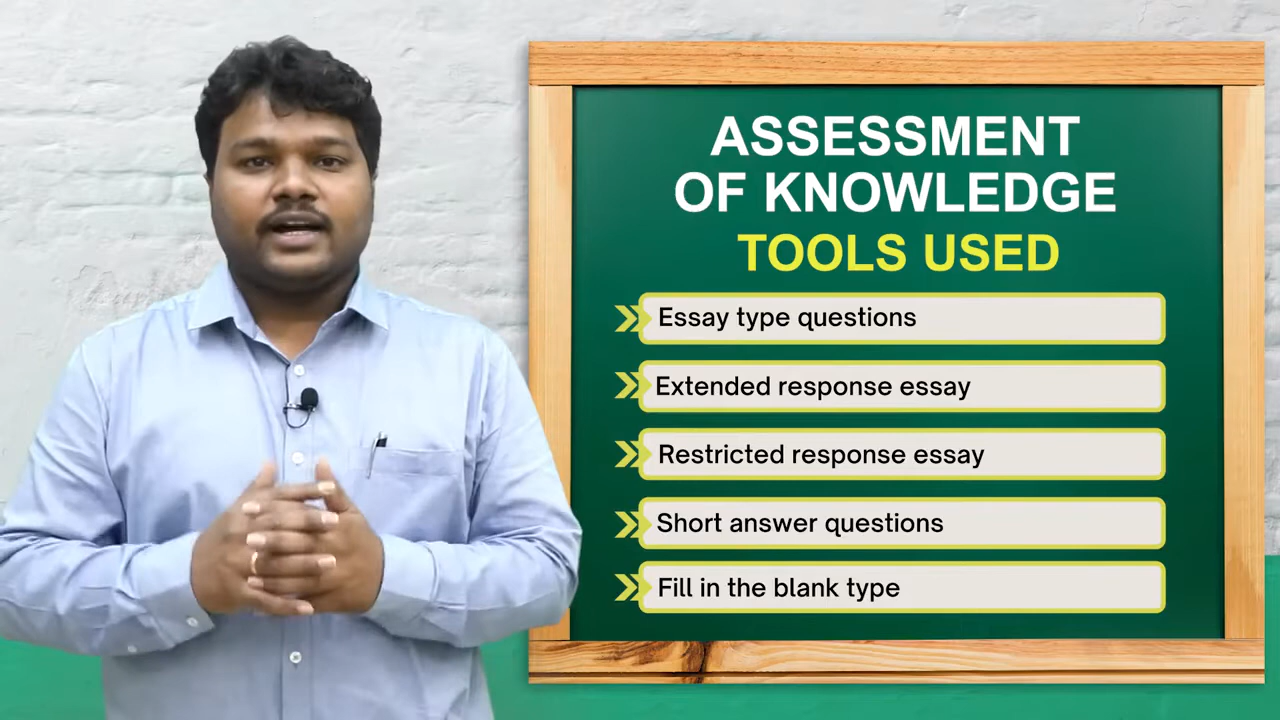 ASSESSMENT
OF KNOWLEDGE
TOOLS USED
Essay type questions
Extended response essay
Restricted response essay
Short answer questions
Fill in the blank type